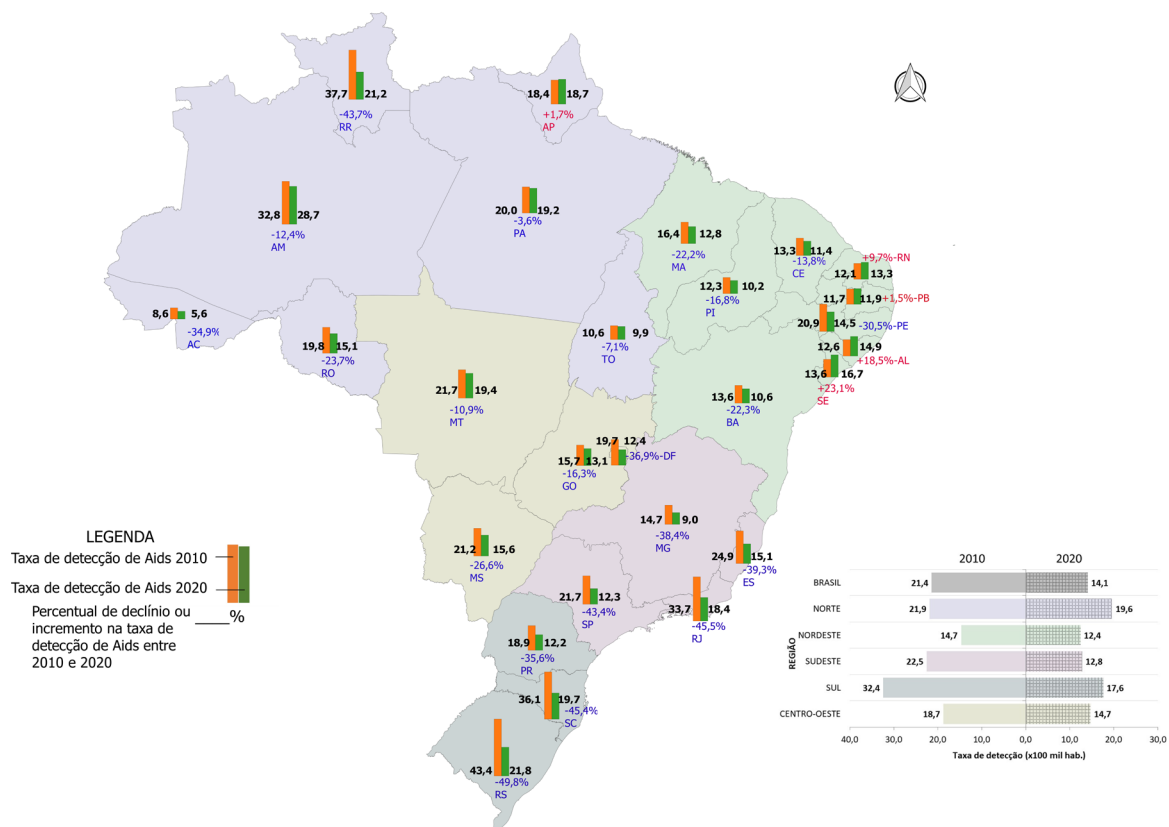 37,7 21,2
-43,7%
RR
18,4 18,7
+1,7%
AP
32,8 28,7
-12,4%
AM
20,0 19,2
-3,6%
PA
16,4 12,8
-22,2%
MA
13,3 11,4
-13,8%
CE
+9,7%-RN
12,1 13,3
12,3 10,2
-16,8%
PI
11,7 11,9 +1,5%-PB
20,9 14,5 -30,5%-PE
12,6 14,9
+18,5%-AL
13,6 16,7
+23,1%
SE
8,6 5,6
-34,9%
AC
19,8 15,1
-23,7%
RO
10,6 9,9
-7,1%
TO
21,7 19,4
-10,9%
MT
13,6 10,6
-22,3%
BA
19,7 12,4
-36,9%-DF
15,7 13,1
-16,3%
GO
14,7 9,0
-38,4%
MG
21,2 15,6
-26,6%
MS
24,9 15,1
-39,3%
ES
21,7 12,3
-43,4%
SP
33,7 18,4
-45,5%
RJ
18,9 12,2
-35,6%
PR
36,1 19,7
-45,4%
SC
43,4 21,8
-49,8%
RS
LEGENDA
Taxa de detecção de Aids 2010
Taxa de detecção de Aids 2020
Percentual de declínio ou
incremento na taxa de
detecção de Aids entre
2010 e 2020
%
2010 2020
REGIÃO
BRASIL 21,4 14,1
NORTE 21,9 19,6
NORDESTE 14,7 12,4
SUDESTE 22,5 12,8
SUL 32,4 17,6
CENTRO-OESTE 18,7 14,7
40,0 30,0 20,0 10,0 0,0 10,0 20,0 30,0
Taxa de detecção (x100 mil hab.)